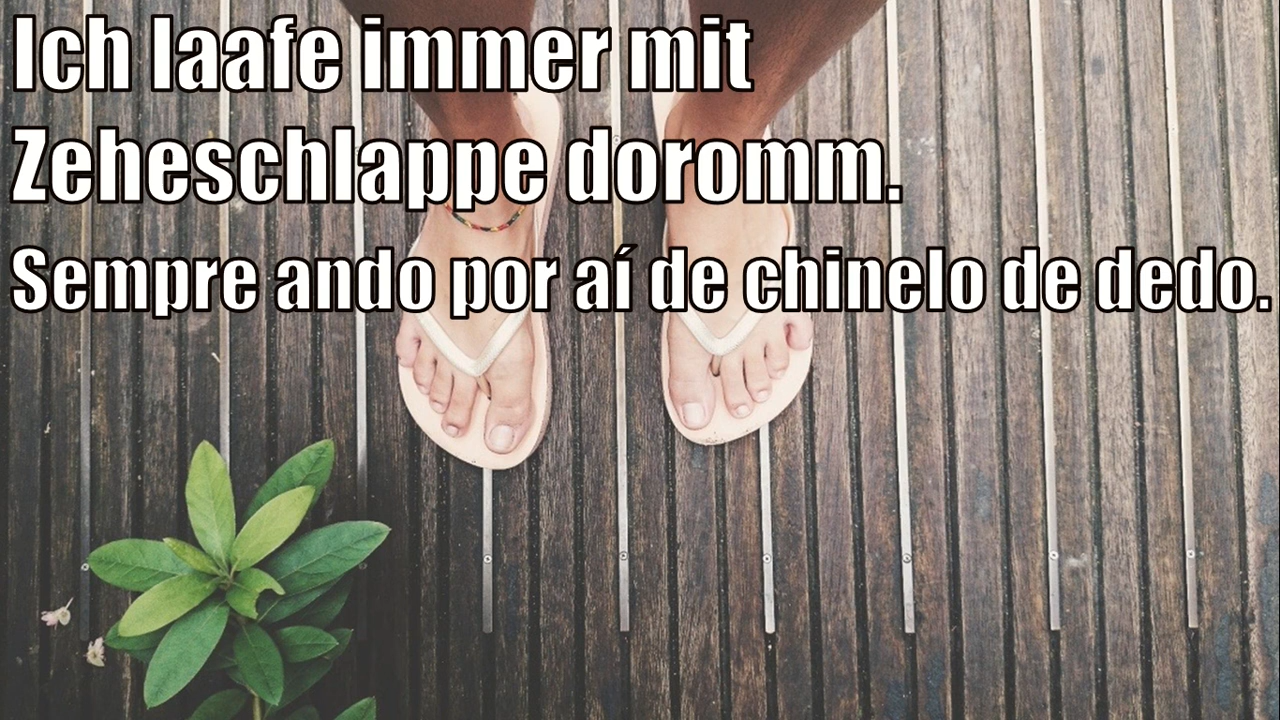 Ich laafe immer mit
Zeheschlappe doromm.
Sempre ando por aí de chinelo de dedo.